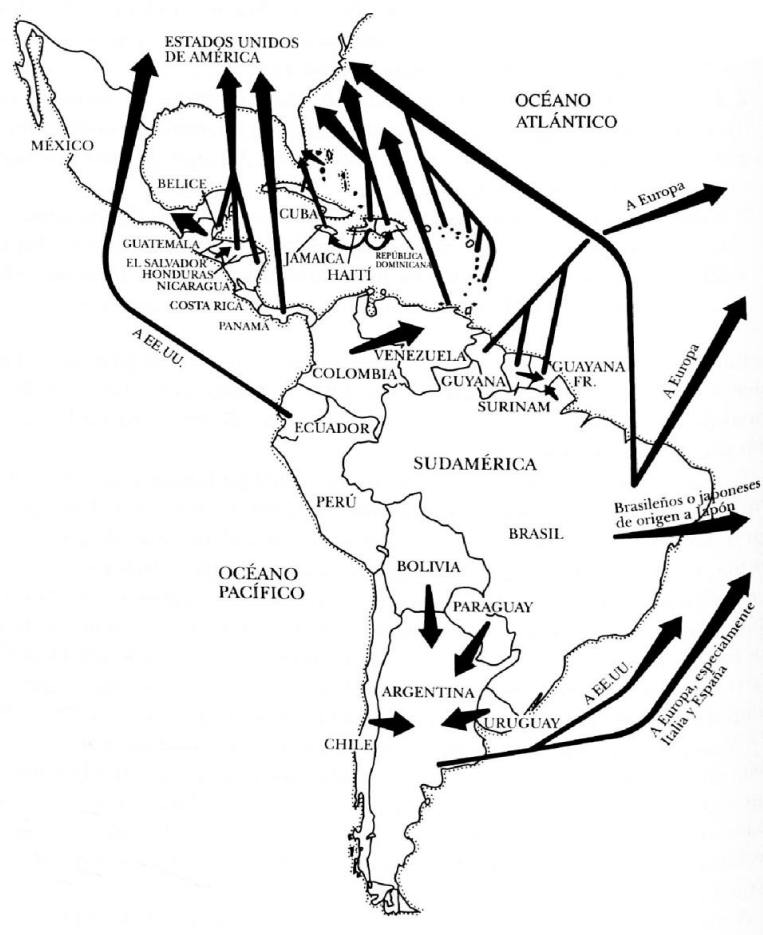 ESTADOS UNIDOS
DE AMÉRICA
OCÉANO
ATLÁNTICO
MÉXICO
BELICE
A Europa
CUBA
GUATEMALA
JAMAICA
HAITÍ
REPÚBLICA
DOMINICANA
EL SALVADOR
HONDURAS
NICARAGUA
COSTA RICA
PANAMÁ
A EE.UU.
VENEZUELA
COLOMBIA
GUYANA
GUAYANA
FR.
SURINAM
A Europa
ECUADOR
SUDAMÉRICA
PERÚ
Brasileños o japoneses
de origen a Japón
BRASIL
BOLIVIA
OCÉANO
PACÍFICO
PARAGUAY
ARGENTINA
A EE.UU.
A Europa, especialmente
Italia y España
URUGUAY
CHILE